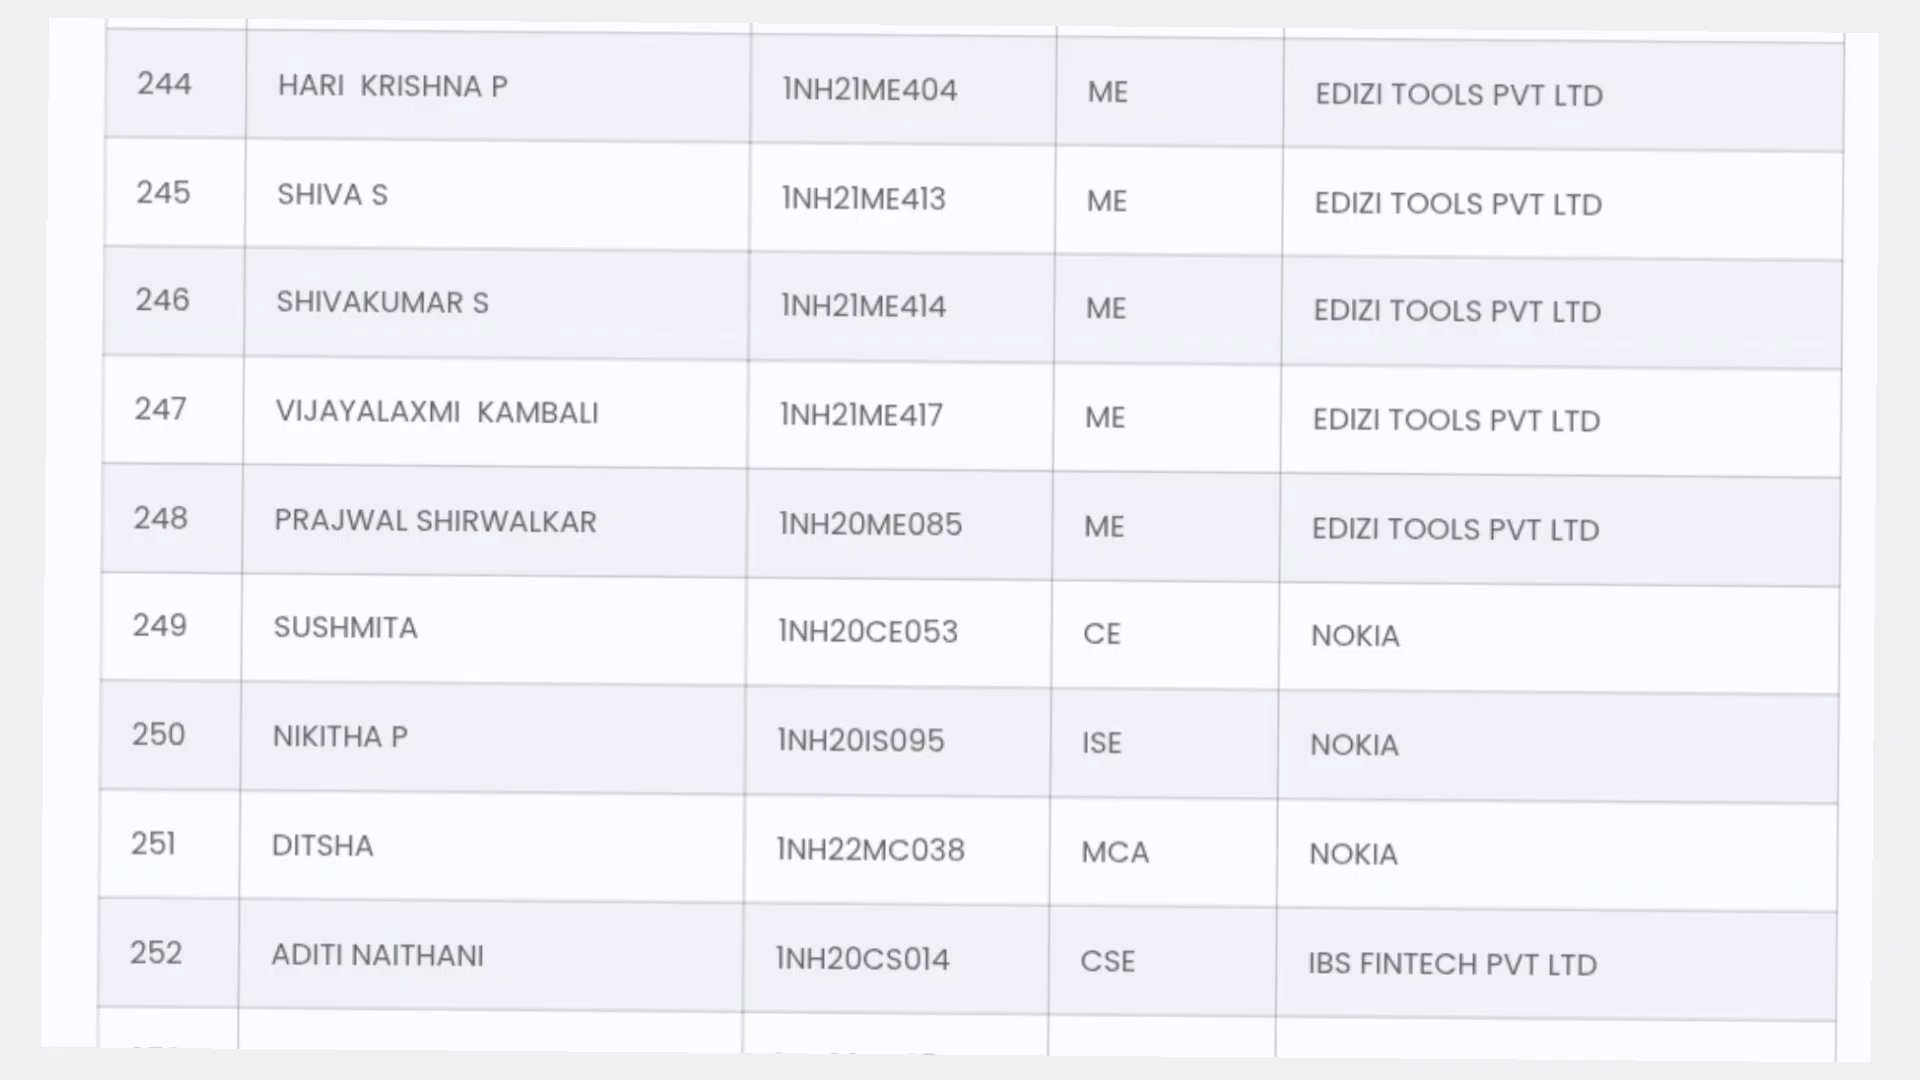 244 HARI KRISHNA P 1NH21ME404 ME EDIZI TOOLS PVT LTD
245 SHIVA S 1NH21ME413 ME EDIZI TOOLS PVT LTD
246 SHIVAKUMAR S 1NH21ME414 ME EDIZI TOOLS PVT LTD
247 VIJAYALAXMI KAMBALI 1NH21ME417 ME EDIZI TOOLS PVT LTD
248 PRAJWAL SHIRWALKAR 1NH20ME085 ME EDIZI TOOLS PVT LTD
249 SUSHMITA 1NH20CE053 CE NOKIA
250 NIKITHA P 1NH20IS095 ISE NOKIA
251 DITSHA 1NH22MC038 MCA NOKIA
252 ADITI NAITHANI 1NH20CS014 CSE IBS FINTECH PVT LTD